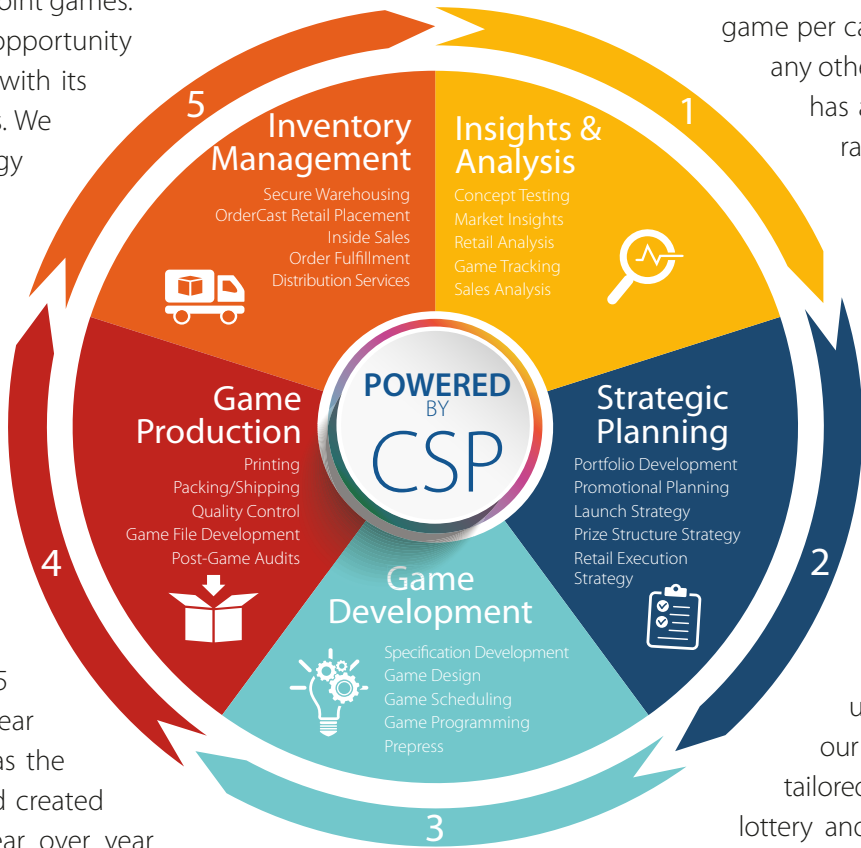 oint games.
opportunity
with its
s. We
gy
game per ca
any othe
has a
ra
5
Inventory
Management
Secure Warehousing
OrderCast Retail Placement
Inside Sales
Order Fulfillment
Distribution Services
1
Insights &
Analysis
Concept Testing
Market Insights
Retail Analysis
Game Tracking
Sales Analysis
POWERED
BY
CSP
Game
Production
Printing
Packing/Shipping
Quality Control
Game File Development
Post-Game Audits
4
Strategic
Planning
Portfolio Development
Promotional Planning
Launch Strategy
Prize Structure Strategy
Retail Execution
Strategy
2
Game
Development
Specification Development
Game Design
Game Scheduling
Game Programming
Prepress
3
5
ear
as the
d created
ear over year
u
our
tailored
lottery and